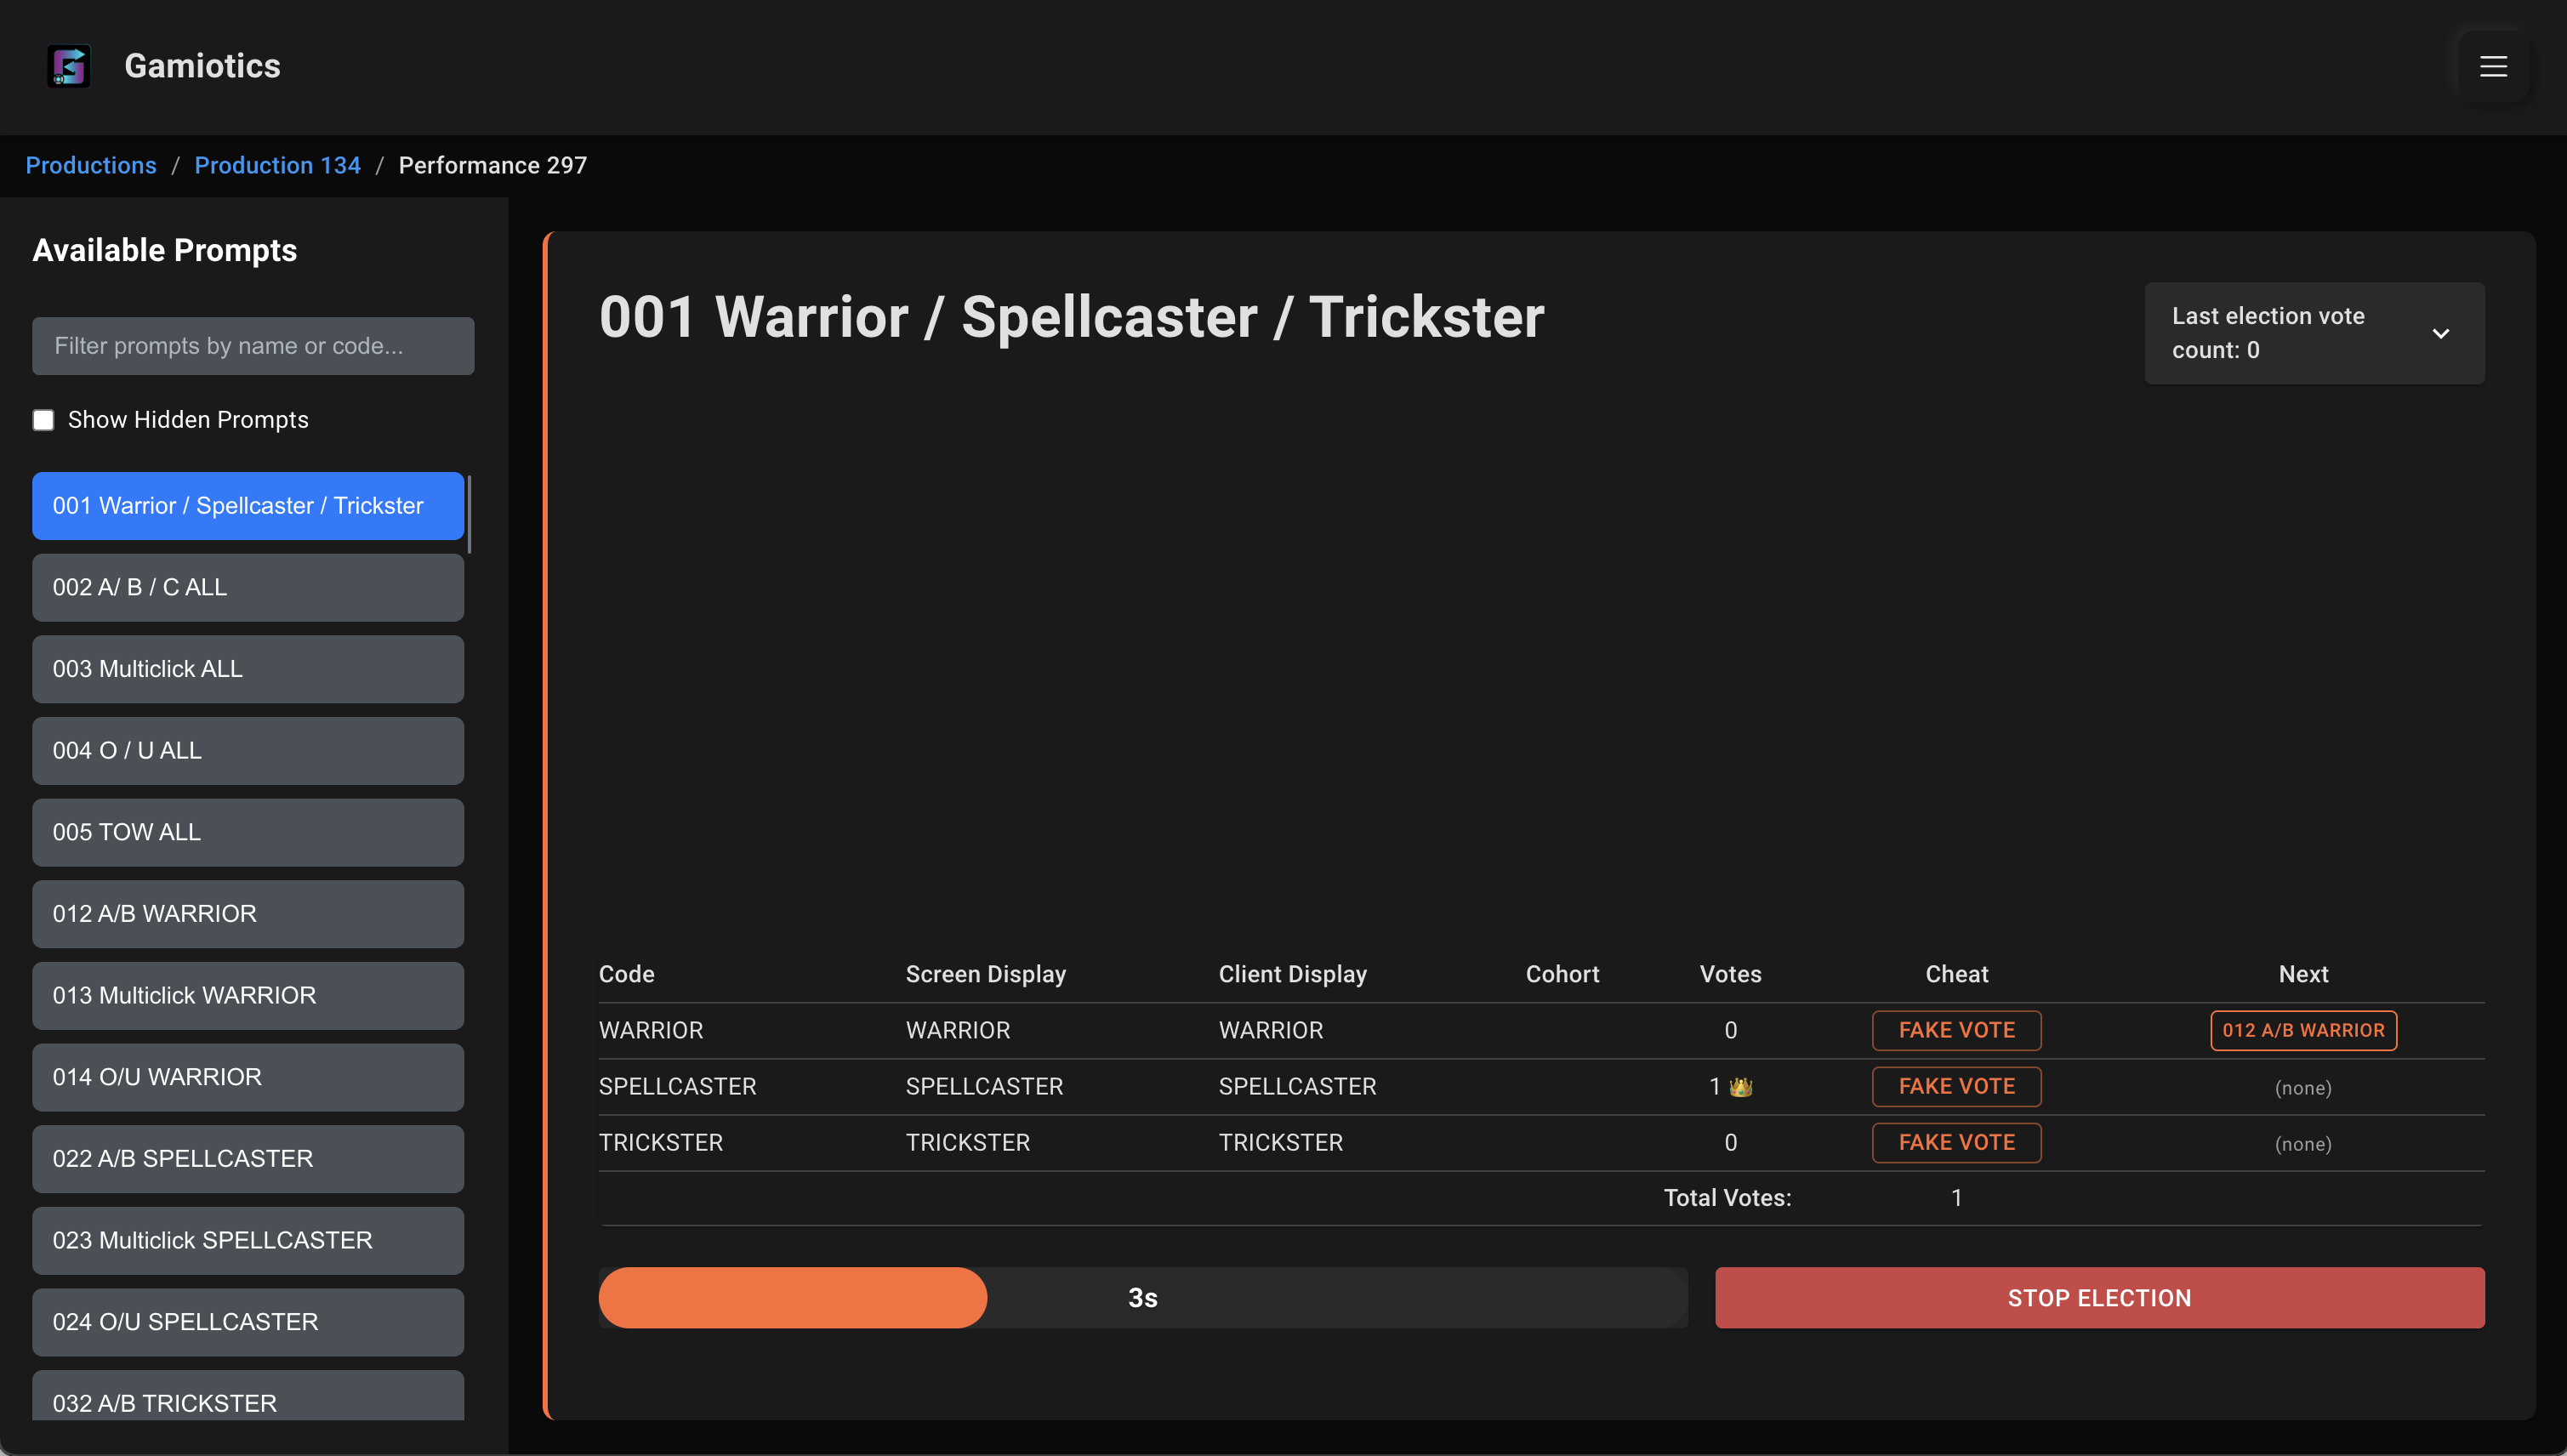 Gamiotics
Productions / Production 134 / Performance 297
Available Prompts
Filter prompts by name or code...
Show Hidden Prompts
001 Warrior / Spellcaster / Trickster
002 A/ B / C ALL
003 Multiclick ALL
004 O / U ALL
005 TOW ALL
012 A/B WARRIOR
013 Multiclick WARRIOR
014 O/U WARRIOR
022 A/B SPELLCASTER
023 Multiclick SPELLCASTER
024 O/U SPELLCASTER
032 A/B TRICKSTER
001 Warrior / Spellcaster / Trickster
Last election vote
count: 0
Code Screen Display Client Display Cohort Votes Cheat Next
WARRIOR WARRIOR WARRIOR 0 FAKE VOTE 012 A/B WARRIOR
SPELLCASTER SPELLCASTER SPELLCASTER 1 👑 FAKE VOTE (none)
TRICKSTER TRICKSTER TRICKSTER 0 FAKE VOTE (none)
Total Votes: 1
3s STOP ELECTION